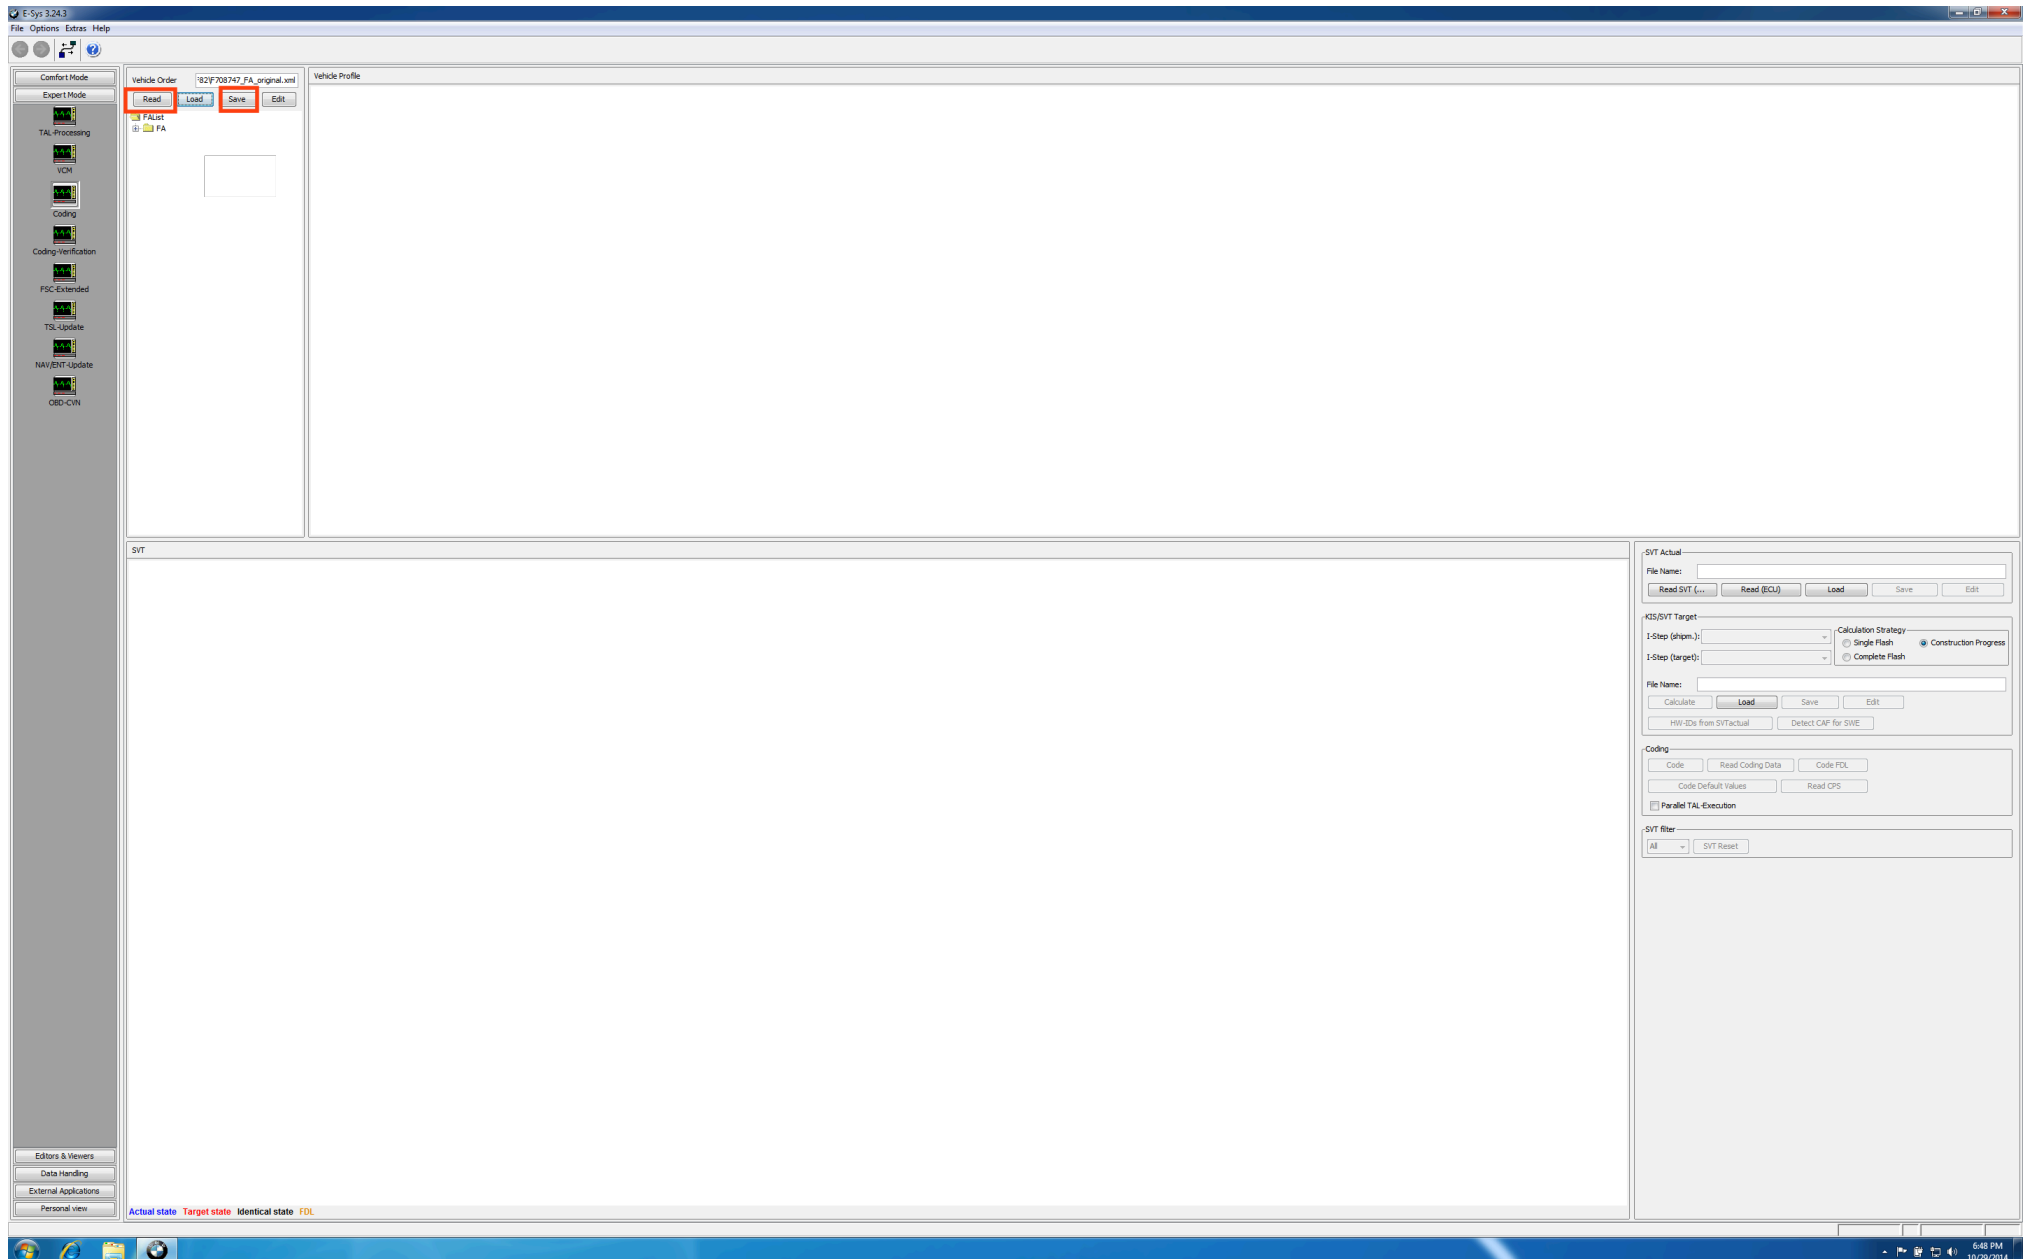 E-Sys 3.24.3
File Options Extras Help
Comfort Mode
Expert Mode
TAL-Processing
VCM
Coding
Coding-Verification
FSC-Extended
TSL-Update
NAV/ENT-Update
OBD-CVN
Editors & Viewers
Data Handling
External Applications
Personal view
Vehicle Order
F82\F708747_FA_original.xml
Read Load Save Edit
FAList
FA
Vehicle Profile
SVT
Actual state Target state Identical state FDL
SVT Actual
File Name:
Read SVT (... Read (ECU) Load Save Edit
KIS/SVT Target
I-Step (shipm.):
I-Step (target):
Calculation Strategy
Single Flash Construction Progress
Complete Flash
File Name:
Calculate Load Save Edit
HW-IDs from SVTactual Detect CAF for SWE
Coding
Code Read Coding Data Code FDL
Code Default Values Read CPS
Parallel TAL-Execution
SVT filter
All SVT Reset
6:48 PM
10/29/2014